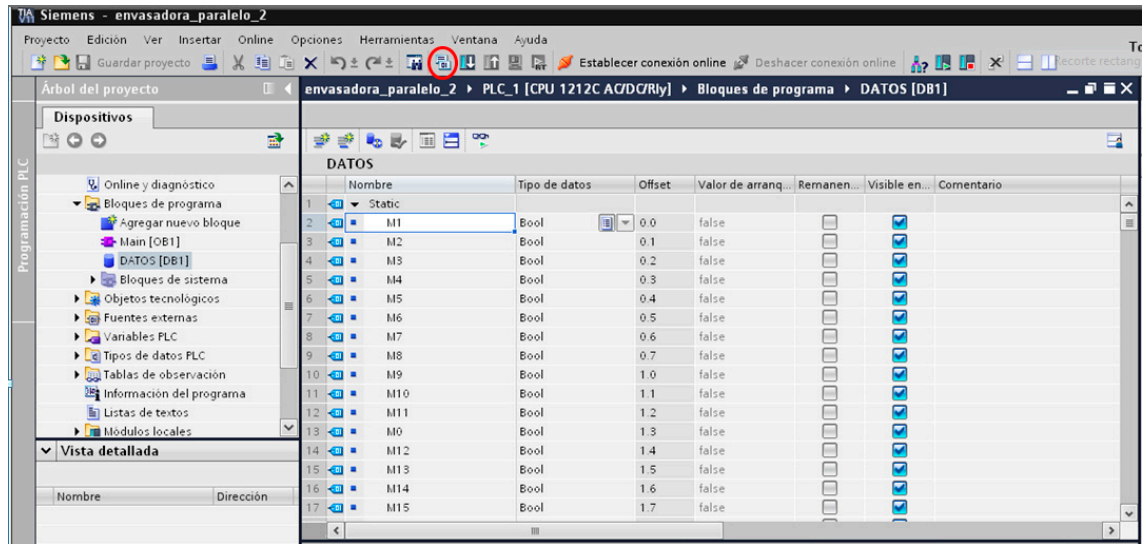 Siemens - envasadora_paralelo_2
Proyecto Edición Ver Insertar Online Opciones Herramientas Ventana Ayuda
Guardar proyecto Establecer conexión online Deshacer conexión online Recorte rectang
To
Árbol del proyecto
envasadora_paralelo_2 PLC_1 [CPU 1212C AC/DC/Rly] Bloques de programa DATOS [DB1]
Dispositivos
Programación PLC
Online y diagnóstico
Bloques de programa
Agregar nuevo bloque
Main [OB1]
DATOS [DB1]
Bloques de sistema
Objetos tecnológicos
Fuentes externas
Variables PLC
Tipos de datos PLC
Tablas de observación
Información del programa
Listas de textos
Módulos locales
Vista detallada
Nombre Dirección
DATOS
Nombre Tipo de datos Offset Valor de arranq... Remanen... Visible en... Comentario
1 Static
2 M1 Bool 0.0 false
3 M2 Bool 0.1 false
4 M3 Bool 0.2 false
5 M4 Bool 0.3 false
6 M5 Bool 0.4 false
7 M6 Bool 0.5 false
8 M7 Bool 0.6 false
9 M8 Bool 0.7 false
10 M9 Bool 1.0 false
11 M10 Bool 1.1 false
12 M11 Bool 1.2 false
13 M0 Bool 1.3 false
14 M12 Bool 1.4 false
15 M13 Bool 1.5 false
16 M14 Bool 1.6 false
17 M15 Bool 1.7 false